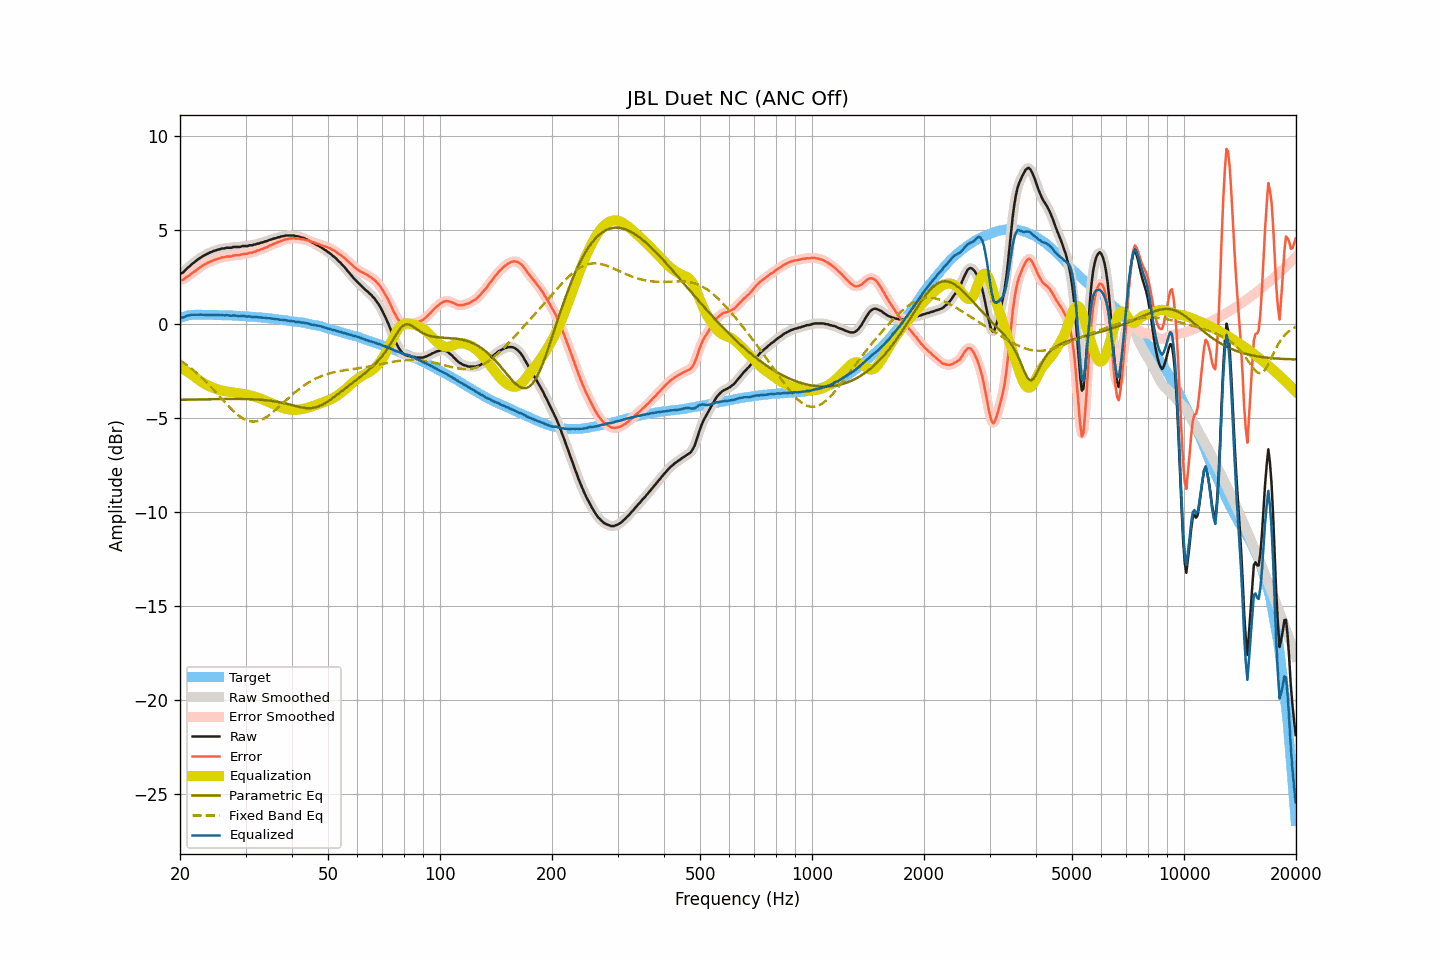 JBL Duet NC (ANC Off)
Amplitude (dBr)
10
5
0
−5
−10
−15
−20
−25
Target
Raw Smoothed
Error Smoothed
Raw
Error
Equalization
Parametric Eq
Fixed Band Eq
Equalized
20 50 100 200 500 1000 2000 5000 10000 20000
Frequency (Hz)